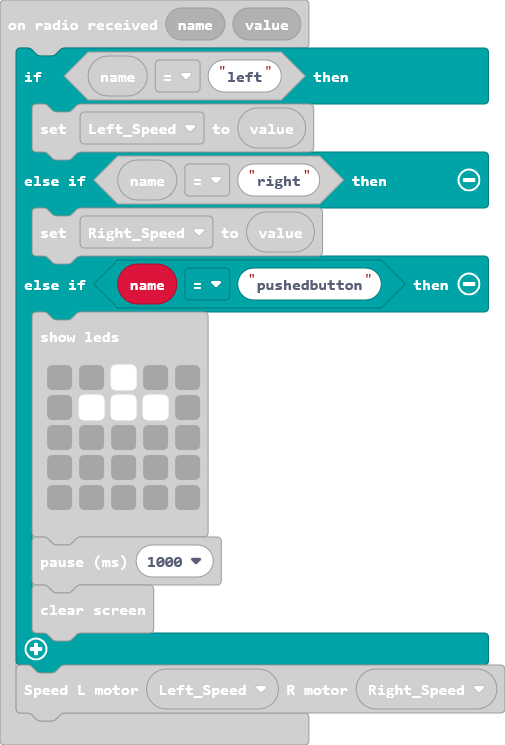 on radio received name value
if name = "left" then
set Left_Speed to value
else if name = "right" then
set Right_Speed to value
else if name = "pushedbutton" then
show leds
pause (ms) 1000
clear screen
Speed L motor Left_Speed R motor Right_Speed